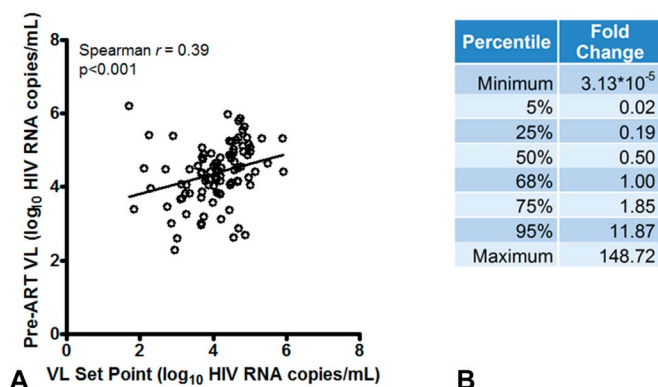 Spearman r = 0.39
p<0.001
Pre-ART VL (log₁₀ HIV RNA copies/mL)
8
6
4
2
0
0 2 4 6 8
VL Set Point (log₁₀ HIV RNA copies/mL)
A
Percentile Fold Change
Minimum 3.13*10⁻⁵
5% 0.02
25% 0.19
50% 0.50
68% 1.00
75% 1.85
95% 11.87
Maximum 148.72
B